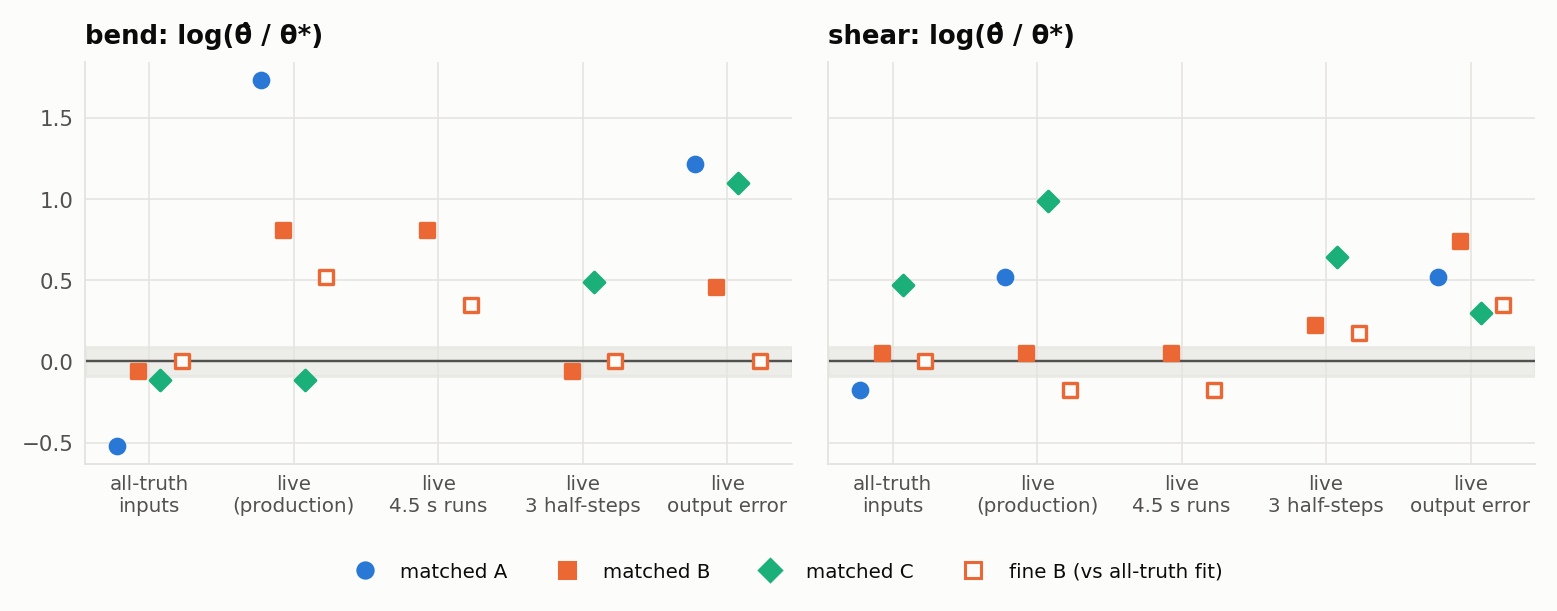 bend: log(θ̂ / θ*)
shear: log(θ̂ / θ*)
1.5
1.0
0.5
0.0
−0.5
all-truth
inputs
live
(production)
live
4.5 s runs
live
3 half-steps
live
output error
all-truth
inputs
live
(production)
live
4.5 s runs
live
3 half-steps
live
output error
matched A
matched B
matched C
fine B (vs all-truth fit)